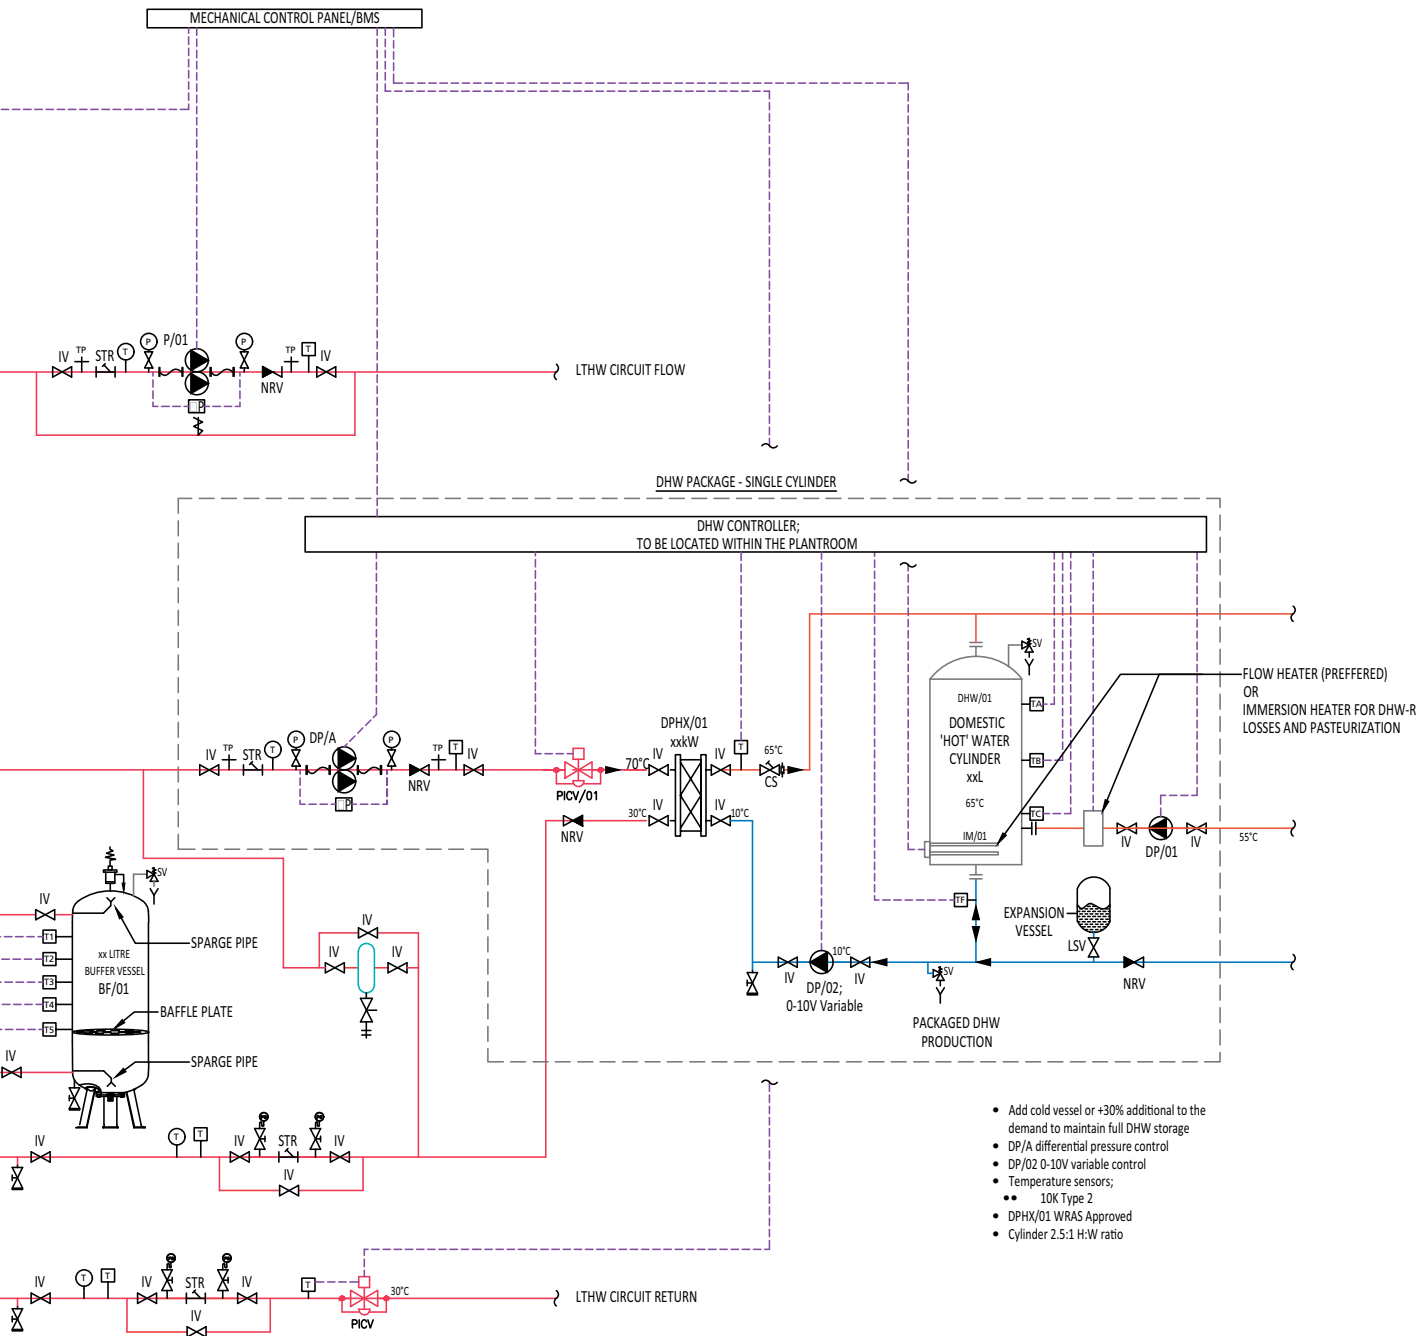 MECHANICAL CONTROL PANEL/BMS
P/01
P
P
IV
TP
STR
T
TP
T
IV
NRV
P
LTHW CIRCUIT FLOW
DHW PACKAGE - SINGLE CYLINDER
DHW CONTROLLER;
TO BE LOCATED WITHIN THE PLANTROOM
SV
FLOW HEATER (PREFFERED)
OR
IMMERSION HEATER FOR DHW-R
LOSSES AND PASTEURIZATION
DHW/01
TA
DOMESTIC
'HOT' WATER
CYLINDER
xxL
TB
65°C
TC
IM/01
DPHX/01
xxkW
DP/A
P
P
IV
TP
STR
T
TP
T
IV
NRV
P
PICV/01
70°C
IV
IV
T
65°C
CS
30°C
IV
IV
10°C
NRV
IV
DP/01
IV
55°C
SV
IV
SPARGE PIPE
T1
T2
T3
T4
T5
xx LITRE
BUFFER VESSEL
BF/01
BAFFLE PLATE
SPARGE PIPE
IV
IV
IV
IV
TF
EXPANSION
VESSEL
LSV
10°C
IV
DP/02;
0-10V Variable
IV
SV
NRV
PACKAGED DHW
PRODUCTION
IV
T
T
IV
STR
IV
IV
• Add cold vessel or +30% additional to the
demand to maintain full DHW storage
• DP/A differential pressure control
• DP/02 0-10V variable control
• Temperature sensors;
•• 10K Type 2
• DPHX/01 WRAS Approved
• Cylinder 2.5:1 H:W ratio
IV
T
T
IV
STR
IV
IV
T
30°C
PICV
LTHW CIRCUIT RETURN